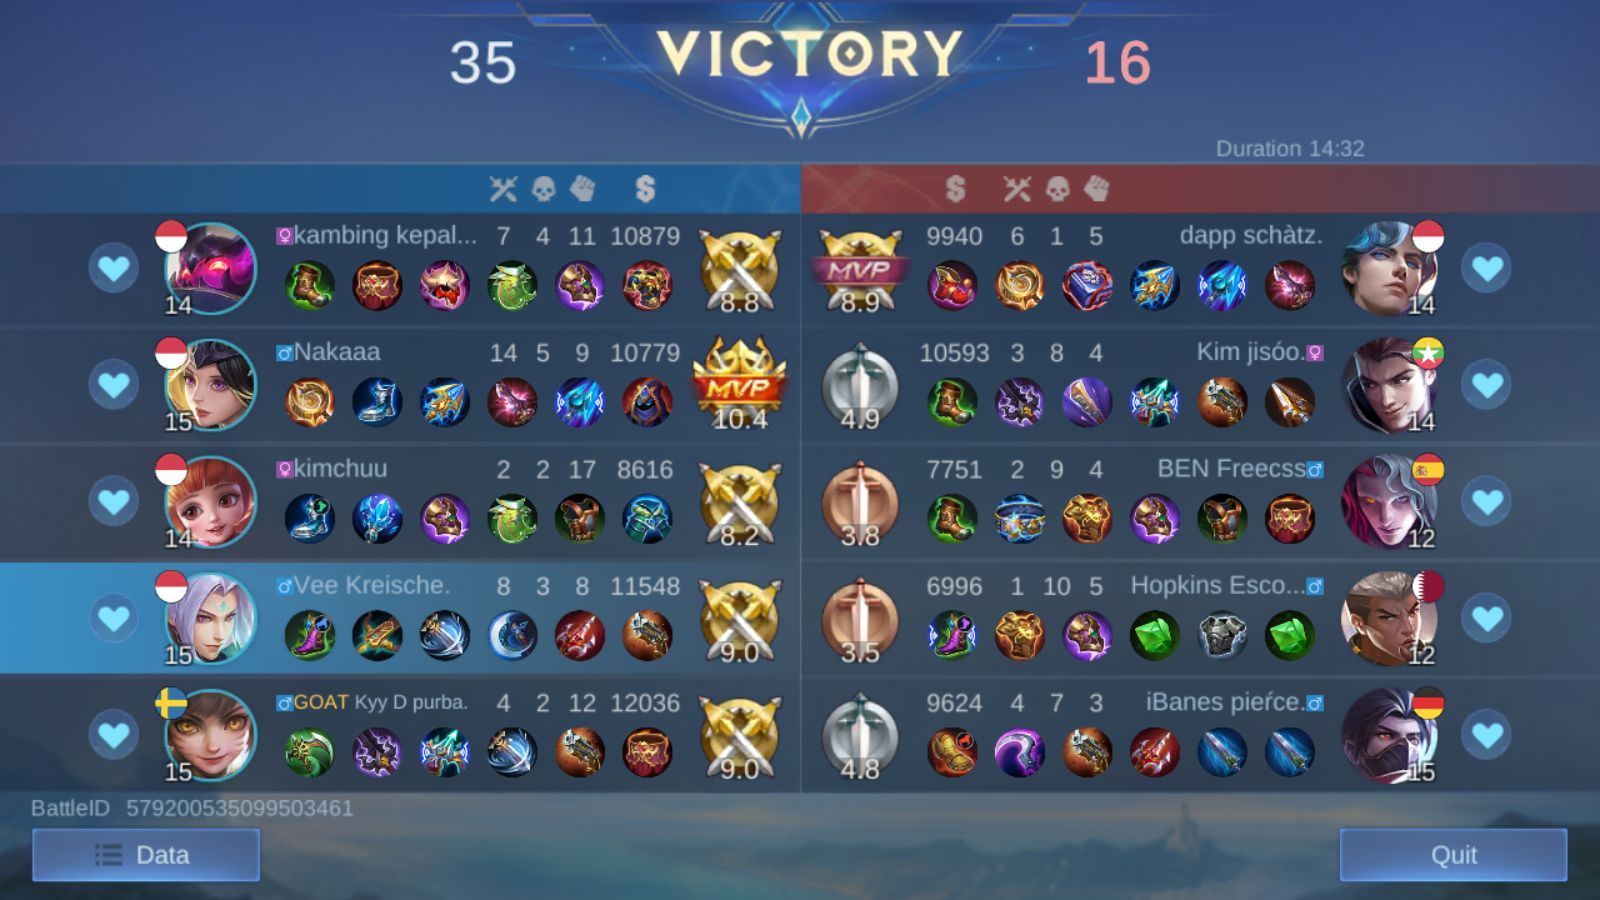 35 VICTORY 16
Duration 14:32
kambing kepal... 7 4 11 10879
14 8.8
MVP 9940 6 1 5 dapp schàtz.
8.9 14
Nakaaa 14 5 9 10779 MVP
15 10.4
10593 3 8 4 Kim jisóo.
4.9 14
kimchuu 2 2 17 8616
14 8.2
7751 2 9 4 BEN Freecss
3.8 12
Vee Kreische. 8 3 8 11548
15 9.0
6996 1 10 5 Hopkins Esco...
3.5 12
GOAT Kyy D purba. 4 2 12 12036
15 9.0
9624 4 7 3 iBanes pieŕce.
4.8 15
BattleID 579200535099503461
Data
Quit